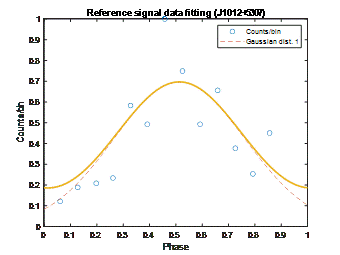 Reference signal data fitting (J1012+5307)
Counts/bin
Gaussian dist. 1
1
0.9
0.8
0.7
0.6
0.5
0.4
0.3
0.2
0.1
0
Counts/bin
0 0.1 0.2 0.3 0.4 0.5 0.6 0.7 0.8 0.9 1
Phase